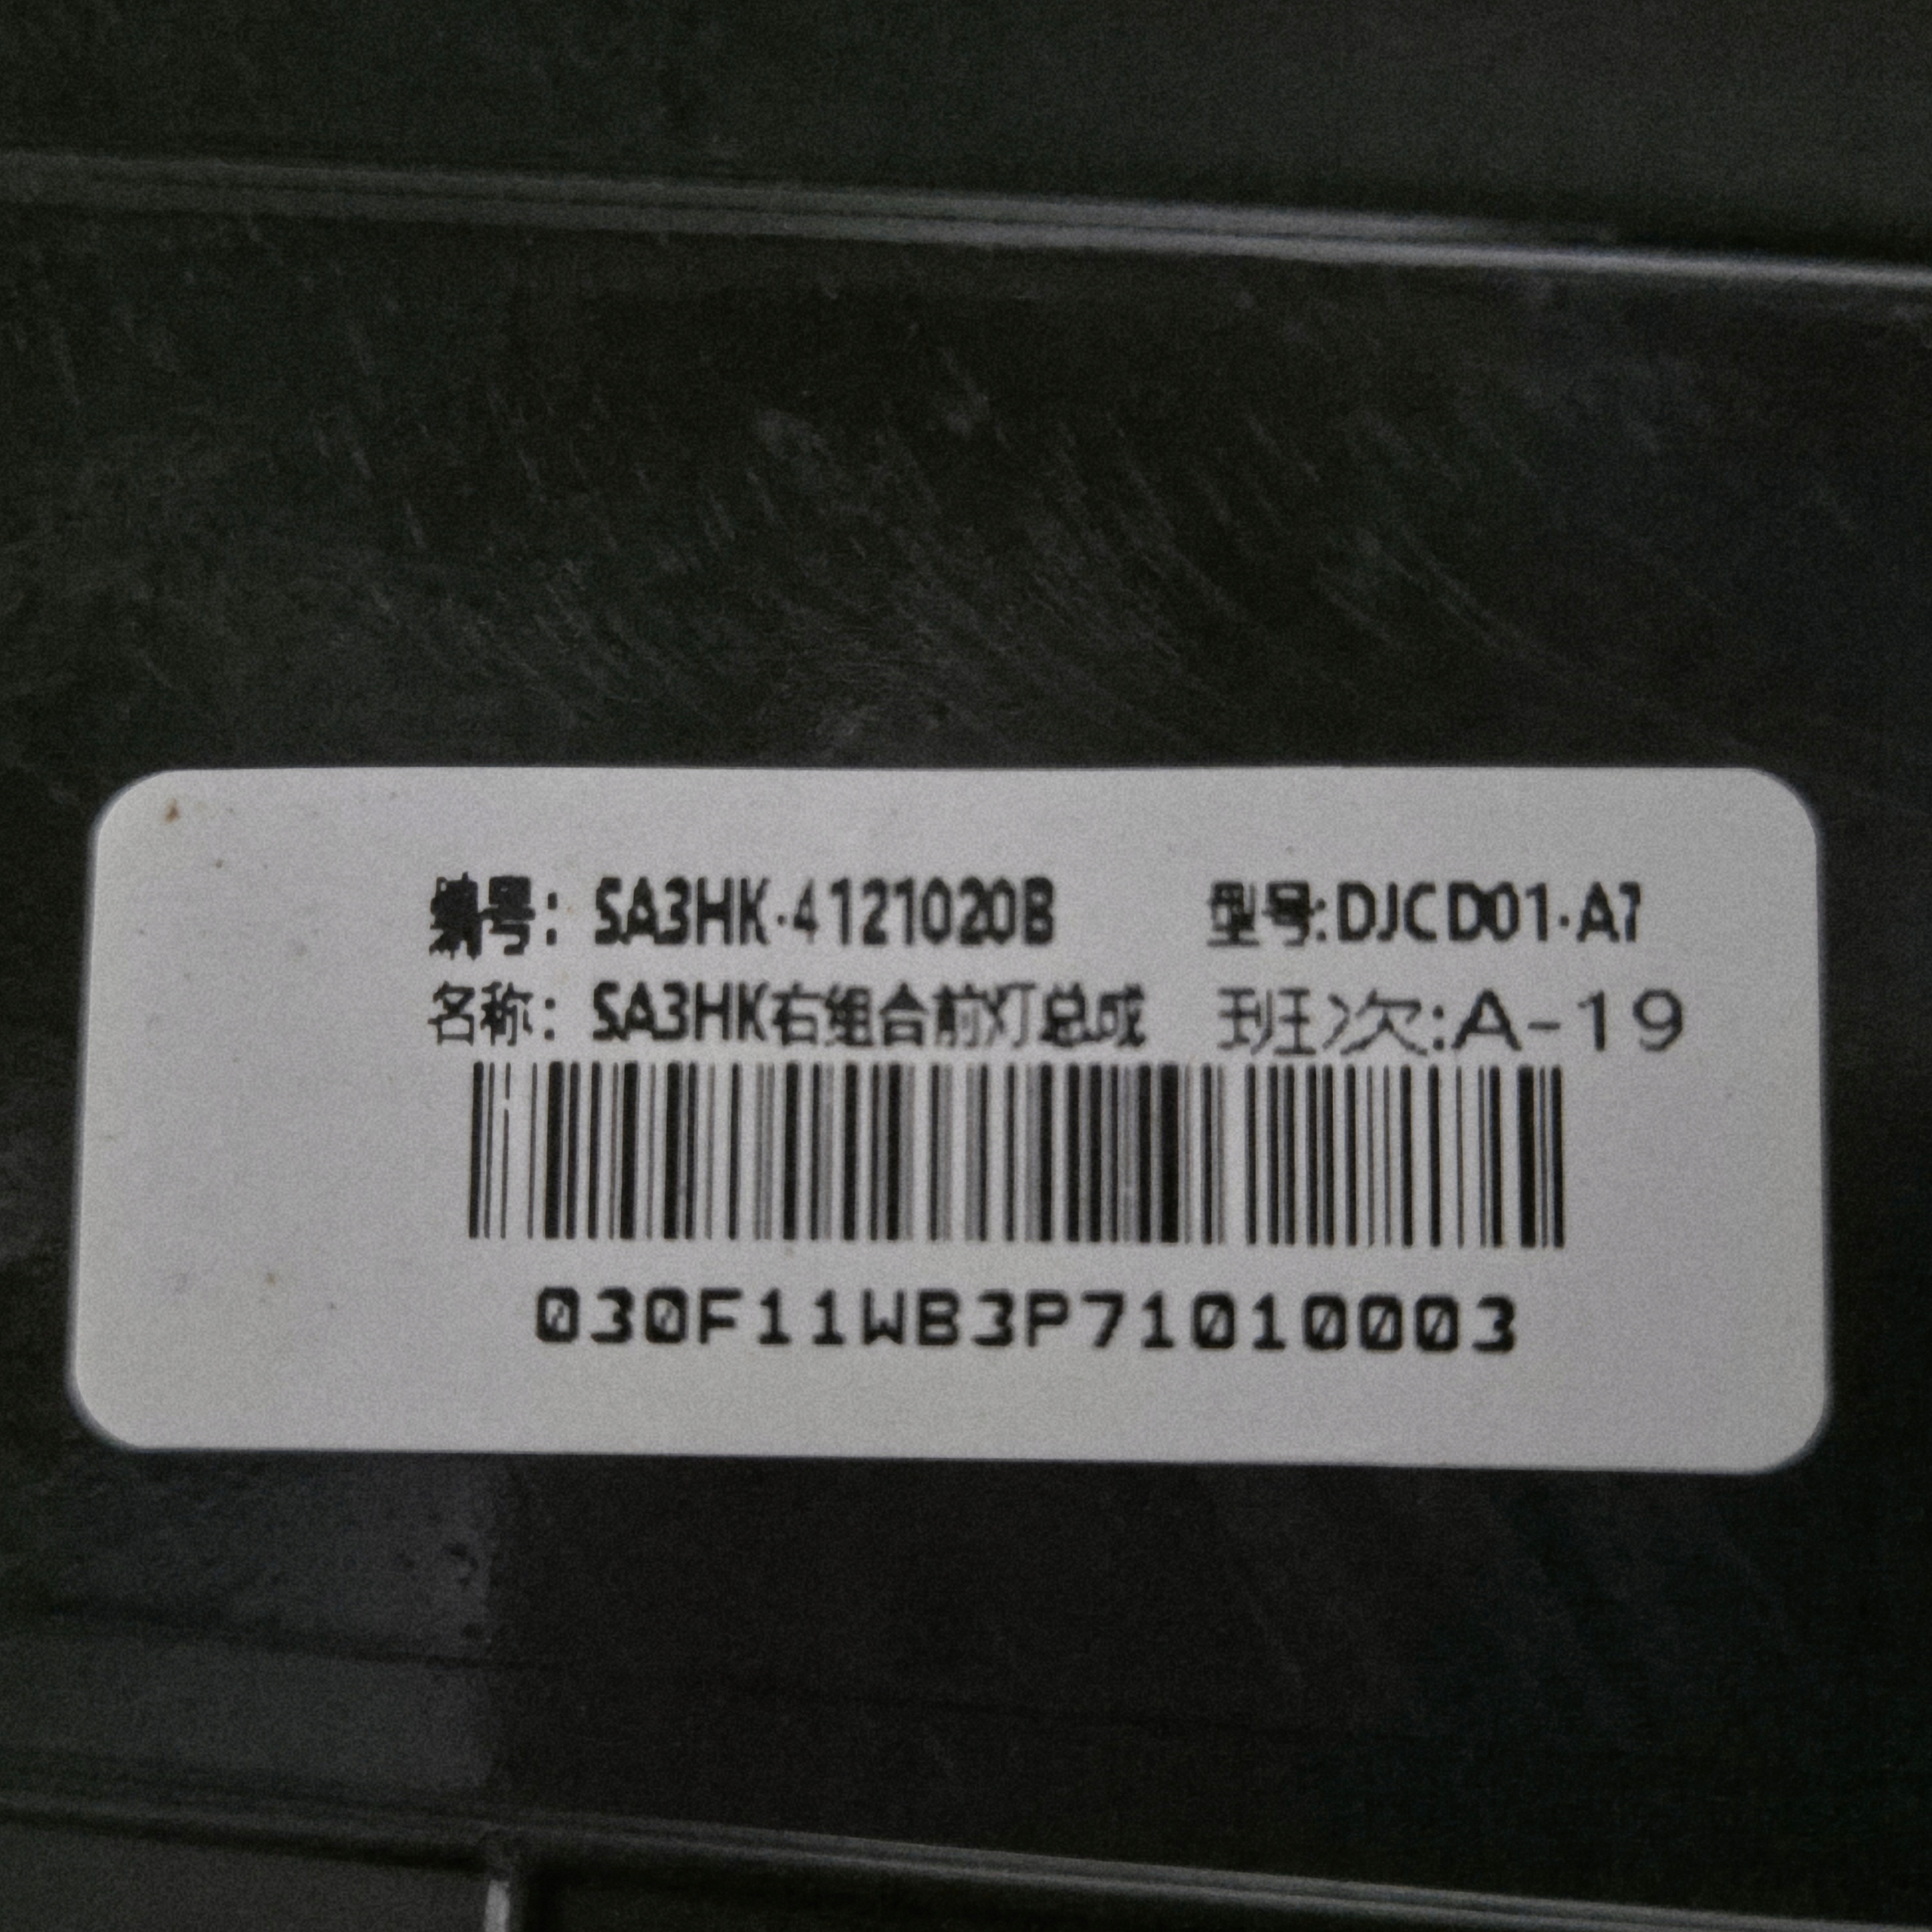 编号: SA3HK-4121020B 型号:DJCD01-A7
名称: SA3HK右组合前灯总成 班次:A-19
030F11WB3P71010003